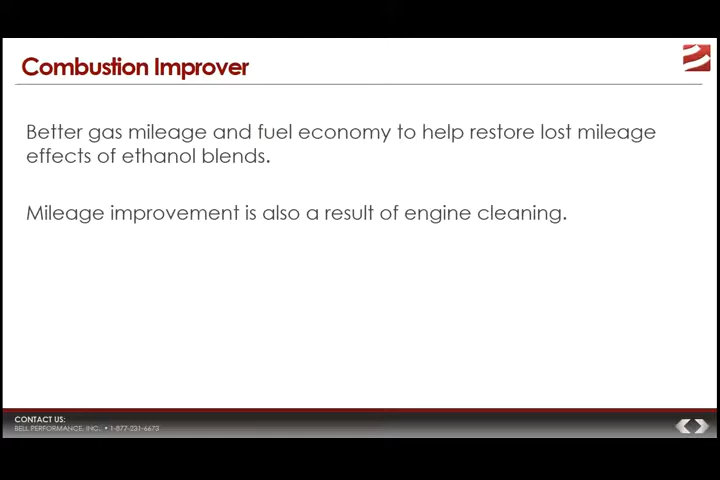 Combustion Improver
Better gas mileage and fuel economy to help restore lost mileage
effects of ethanol blends.
Mileage improvement is also a result of engine cleaning.
CONTACT US:
BELL PERFORMANCE, INC. • 1-877-231-6673